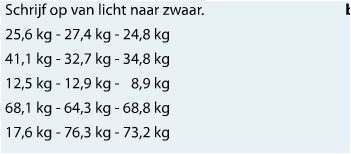 Schrijf op van licht naar zwaar.
25,6 kg - 27,4 kg - 24,8 kg
41,1 kg - 32,7 kg - 34,8 kg
12,5 kg - 12,9 kg - 8,9 kg
68,1 kg - 64,3 kg - 68,8 kg
17,6 kg - 76,3 kg - 73,2 kg